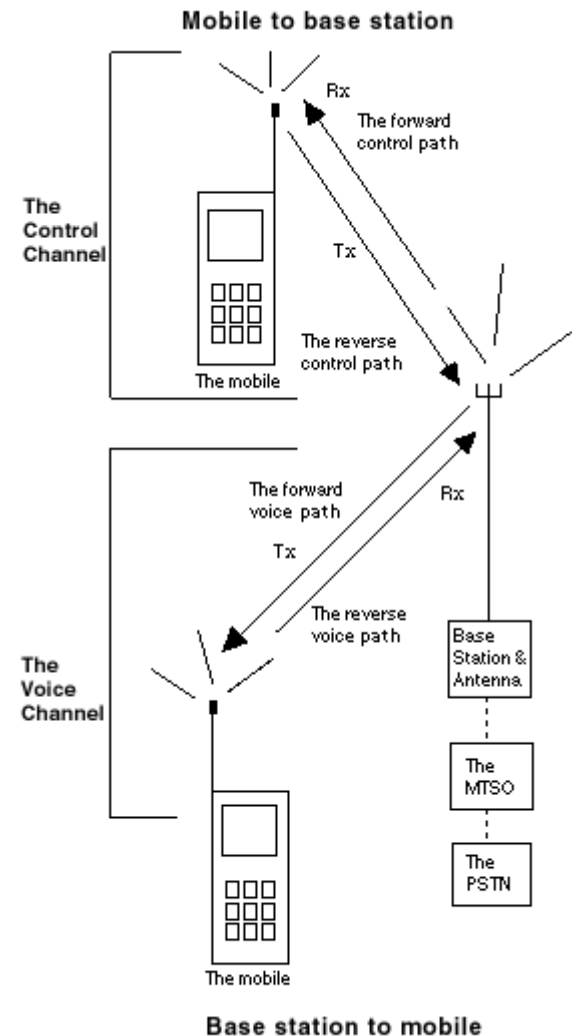 Mobile to base station
Rx
The forward
control path
The
Control
Channel
Tx
The reverse
control path
The mobile
The forward
voice path
Rx
Tx
The reverse
voice path
Base
Station &
Antenna
The
Voice
Channel
The
MTSO
The
PSTN
The mobile
Base station to mobile